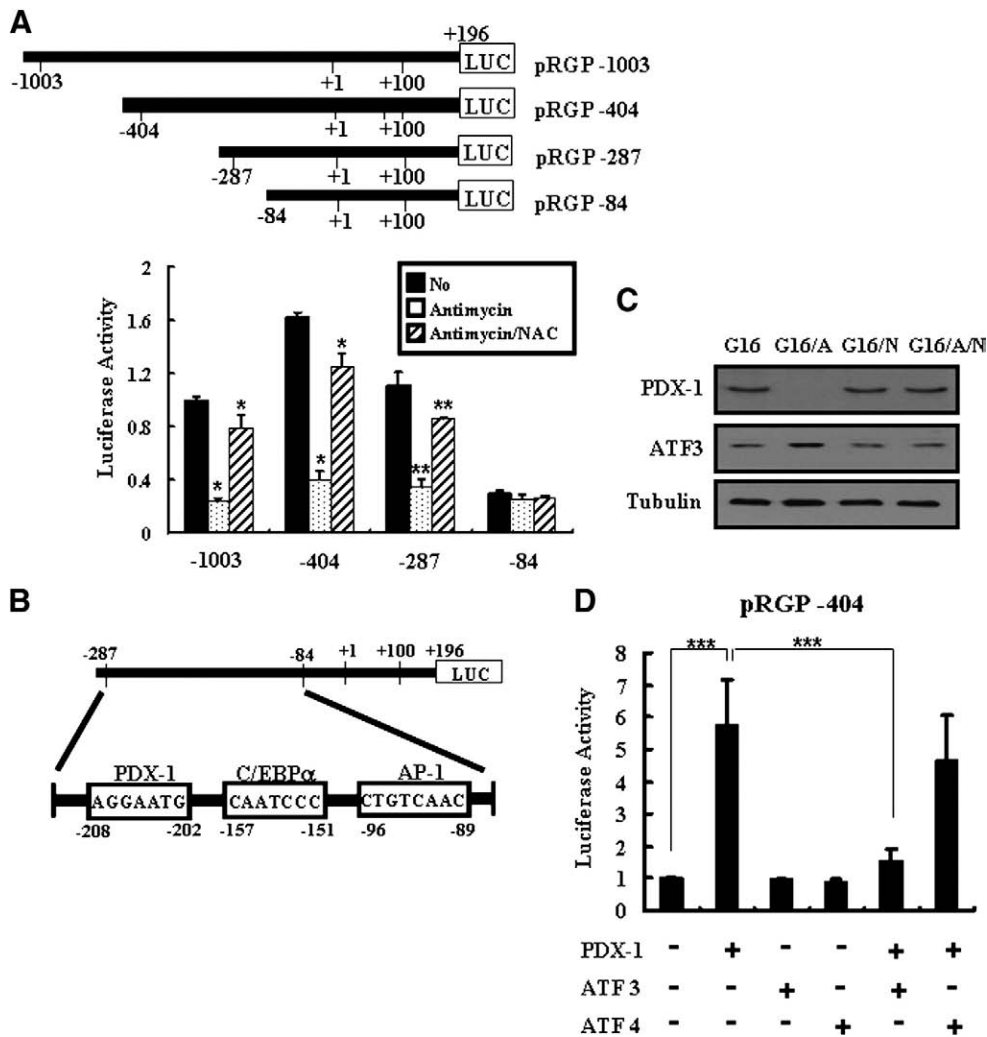 A
+196
LUC
pRGP -1003
-1003
+1
+100
LUC
pRGP -404
-404
+1
+100
LUC
pRGP -287
-287
+1
+100
LUC
pRGP -84
-84
+1
+100
2
1.6
1.2
0.8
0.4
0
Luciferase Activity
No
Antimycin
Antimycin/NAC
*
*
*
*
**
**
-1003
-404
-287
-84
B
-287
-84
+1
+100
+196
LUC
PDX-1
C/EBPα
AP-1
AGGAATG
CAATCCC
CTGTCAAC
-208
-202
-157
-151
-96
-89
C
G16 G16/A G16/N G16/A/N
PDX-1
ATF3
Tubulin
D
pRGP -404
***
***
8
7
6
5
4
3
2
1
0
Luciferase Activity
PDX-1 - + - - + +
ATF 3 - - + - + -
ATF 4 - - - + - +